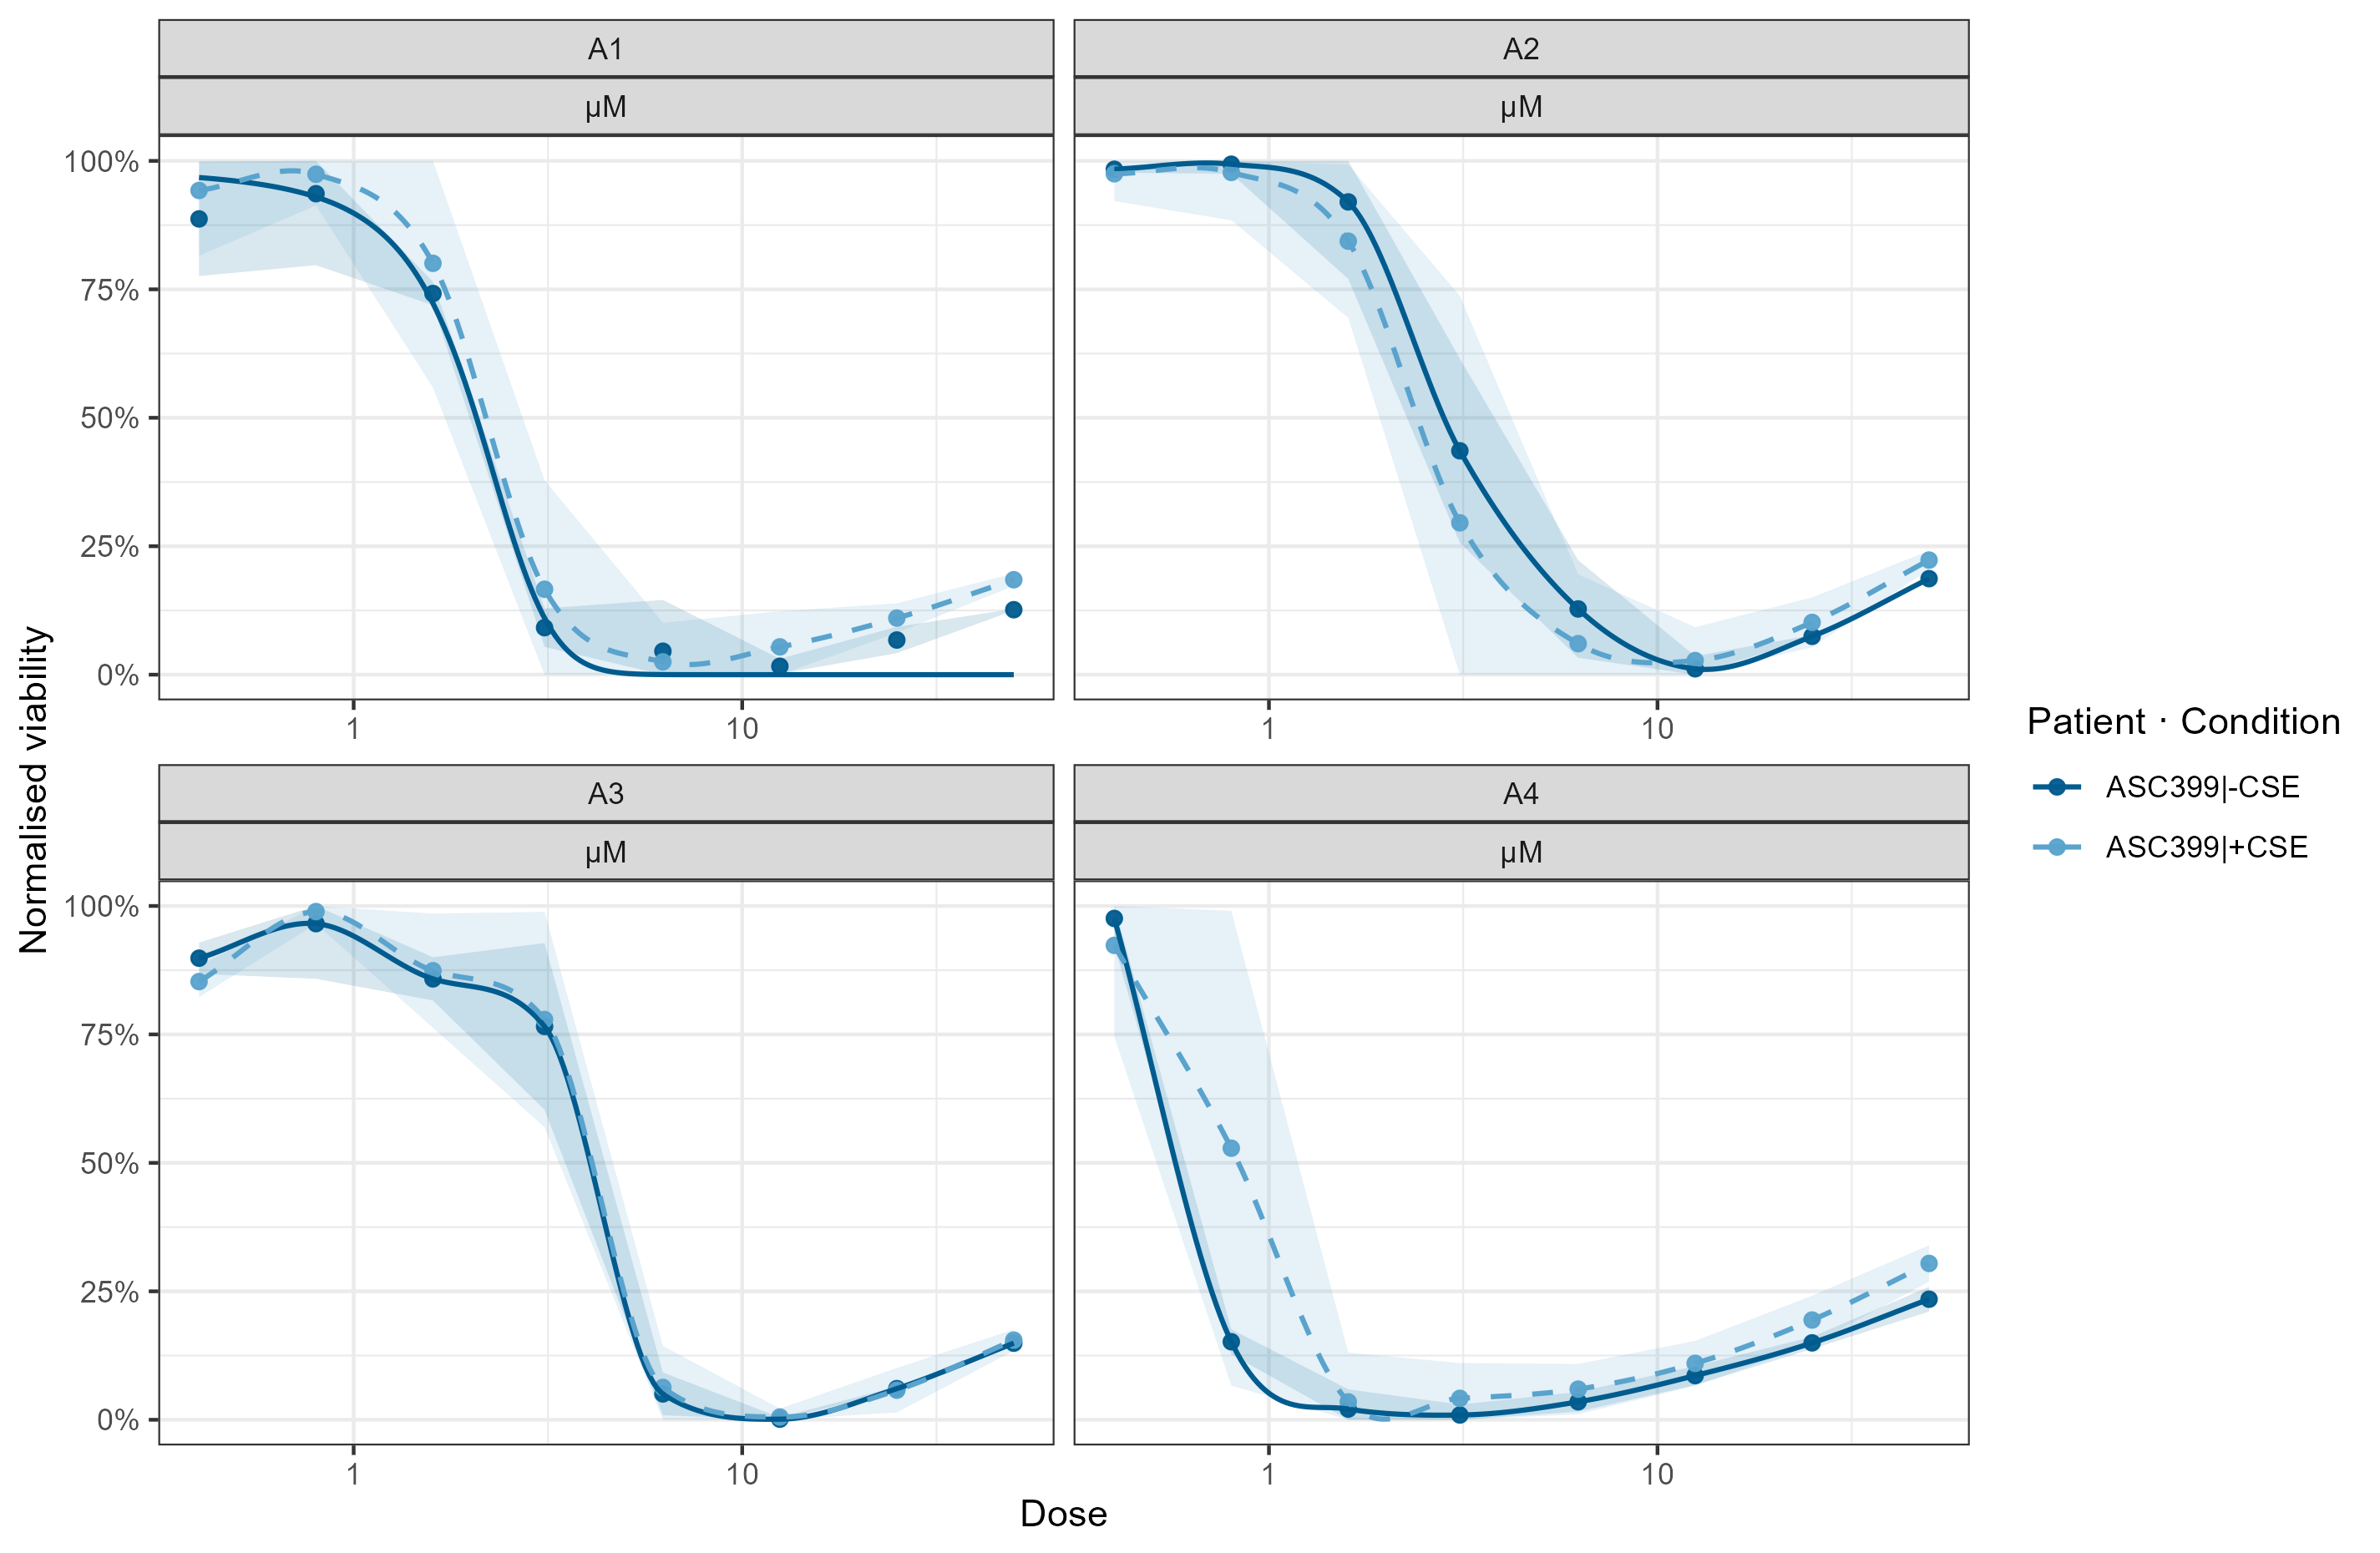 A1
A2
µM
µM
100%
75%
50%
25%
0%
1
10
1
10
Normalised viability
Patient · Condition
ASC399|-CSE
ASC399|+CSE
A3
A4
µM
µM
100%
75%
50%
25%
0%
1
10
1
10
Dose